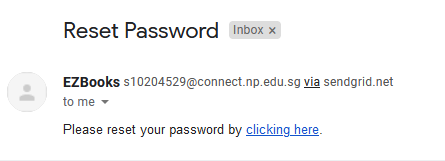 Reset Password Inbox x
EZBooks s10204529@connect.np.edu.sg via sendgrid.net
to me
Please reset your password by clicking here.